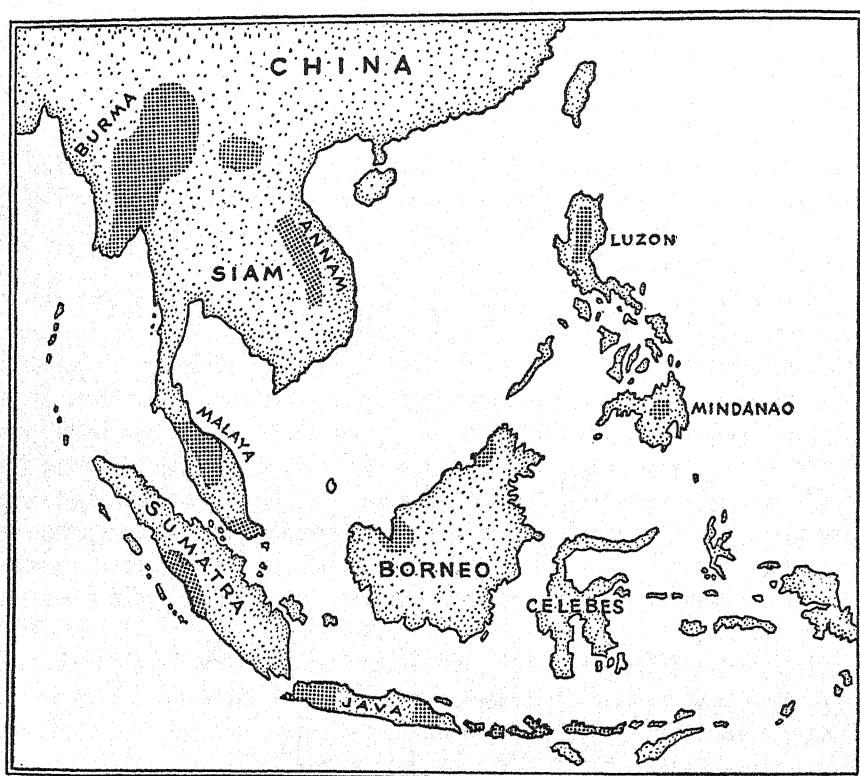 CHINA
BURMA
LUZON
ANNAM
SIAM
MINDANAO
MALAYA
SUMATRA
BORNEO
CELEBES
JAVA